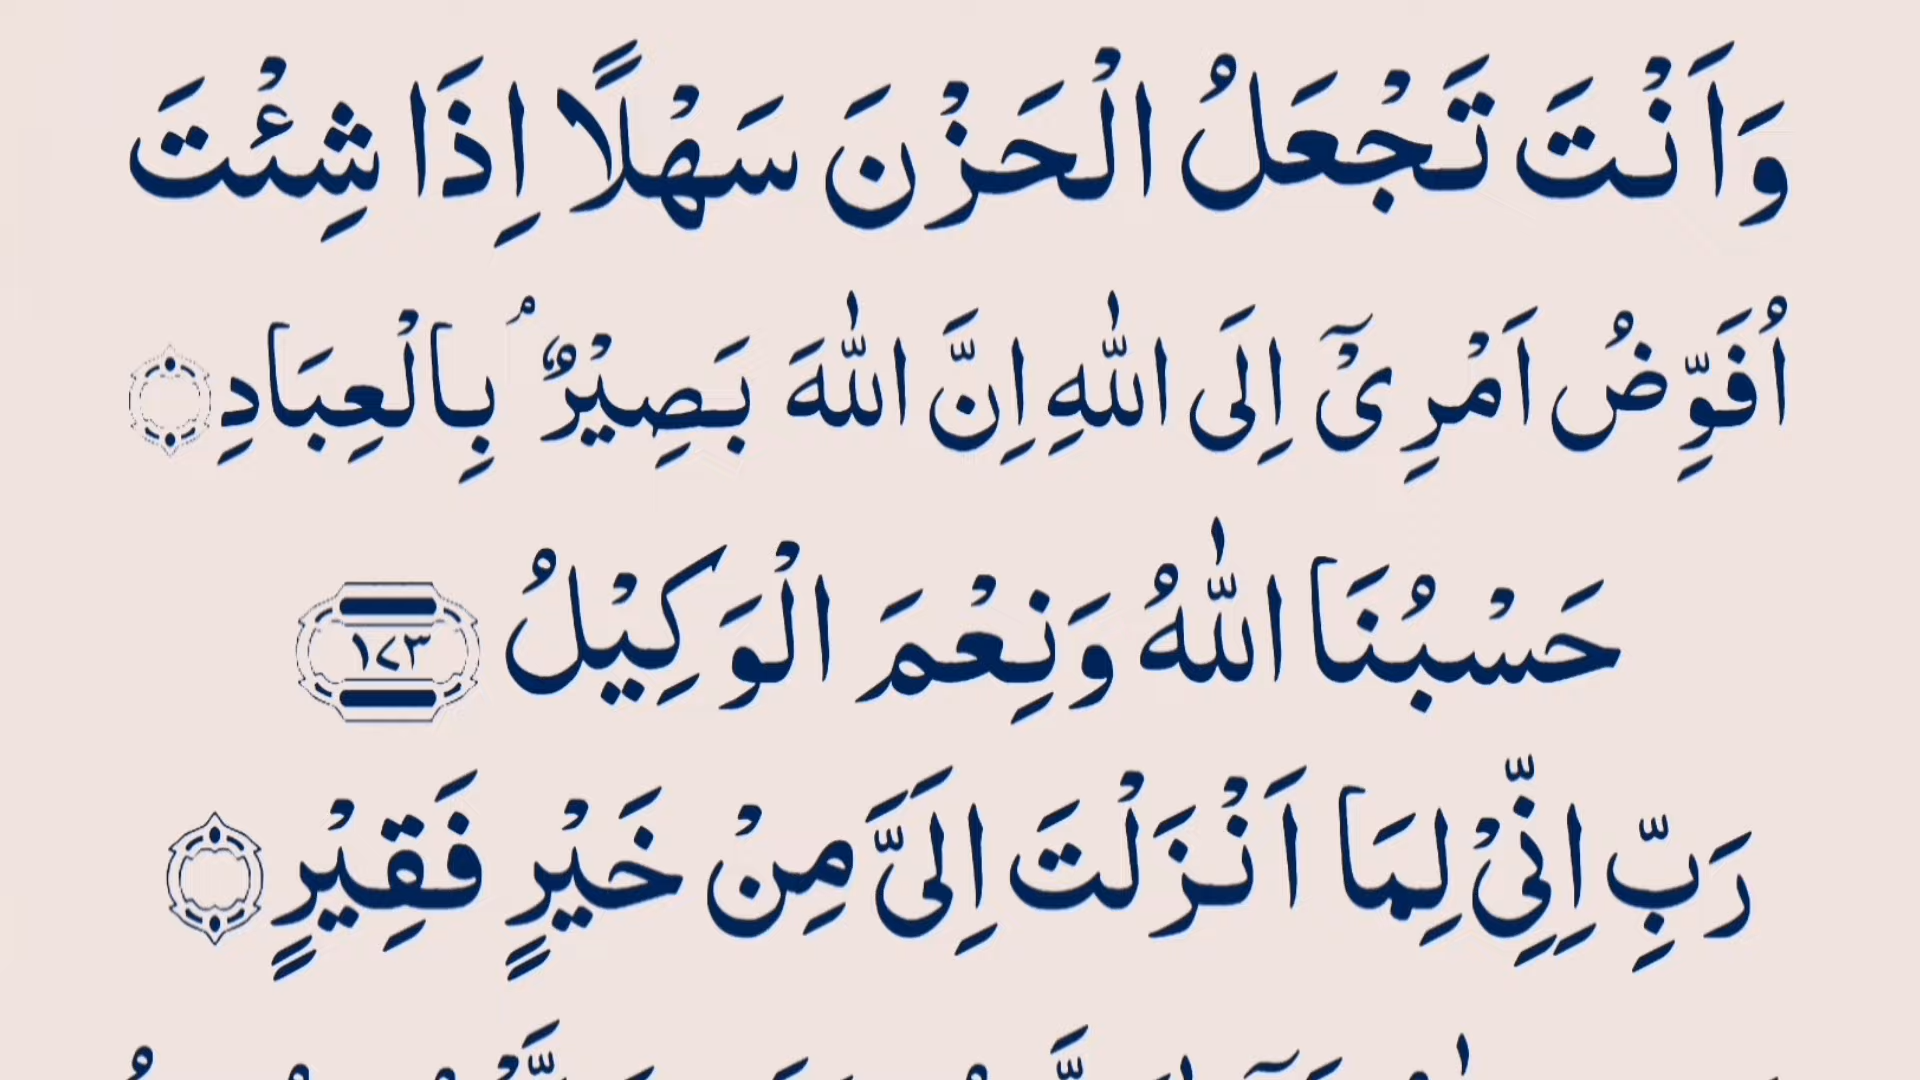 وَاَنْتَ تَجْعَلُ الْحَزْنَ سَهْلًا اِذَا شِئْتَ
اُفَوِّضُ اَمْرِىْٓ اِلَى اللّٰهِ اِنَّ اللّٰهَ بَصِيْرٌۢ بِالْعِبَادِ
حَسْبُنَا اللّٰهُ وَنِعْمَ الْوَكِيْلُ ۝١٧٣
رَبِّ اِنِّىْ لِمَا اَنْزَلْتَ اِلَىَّ مِنْ خَيْرٍ فَقِيْرٍ ۝